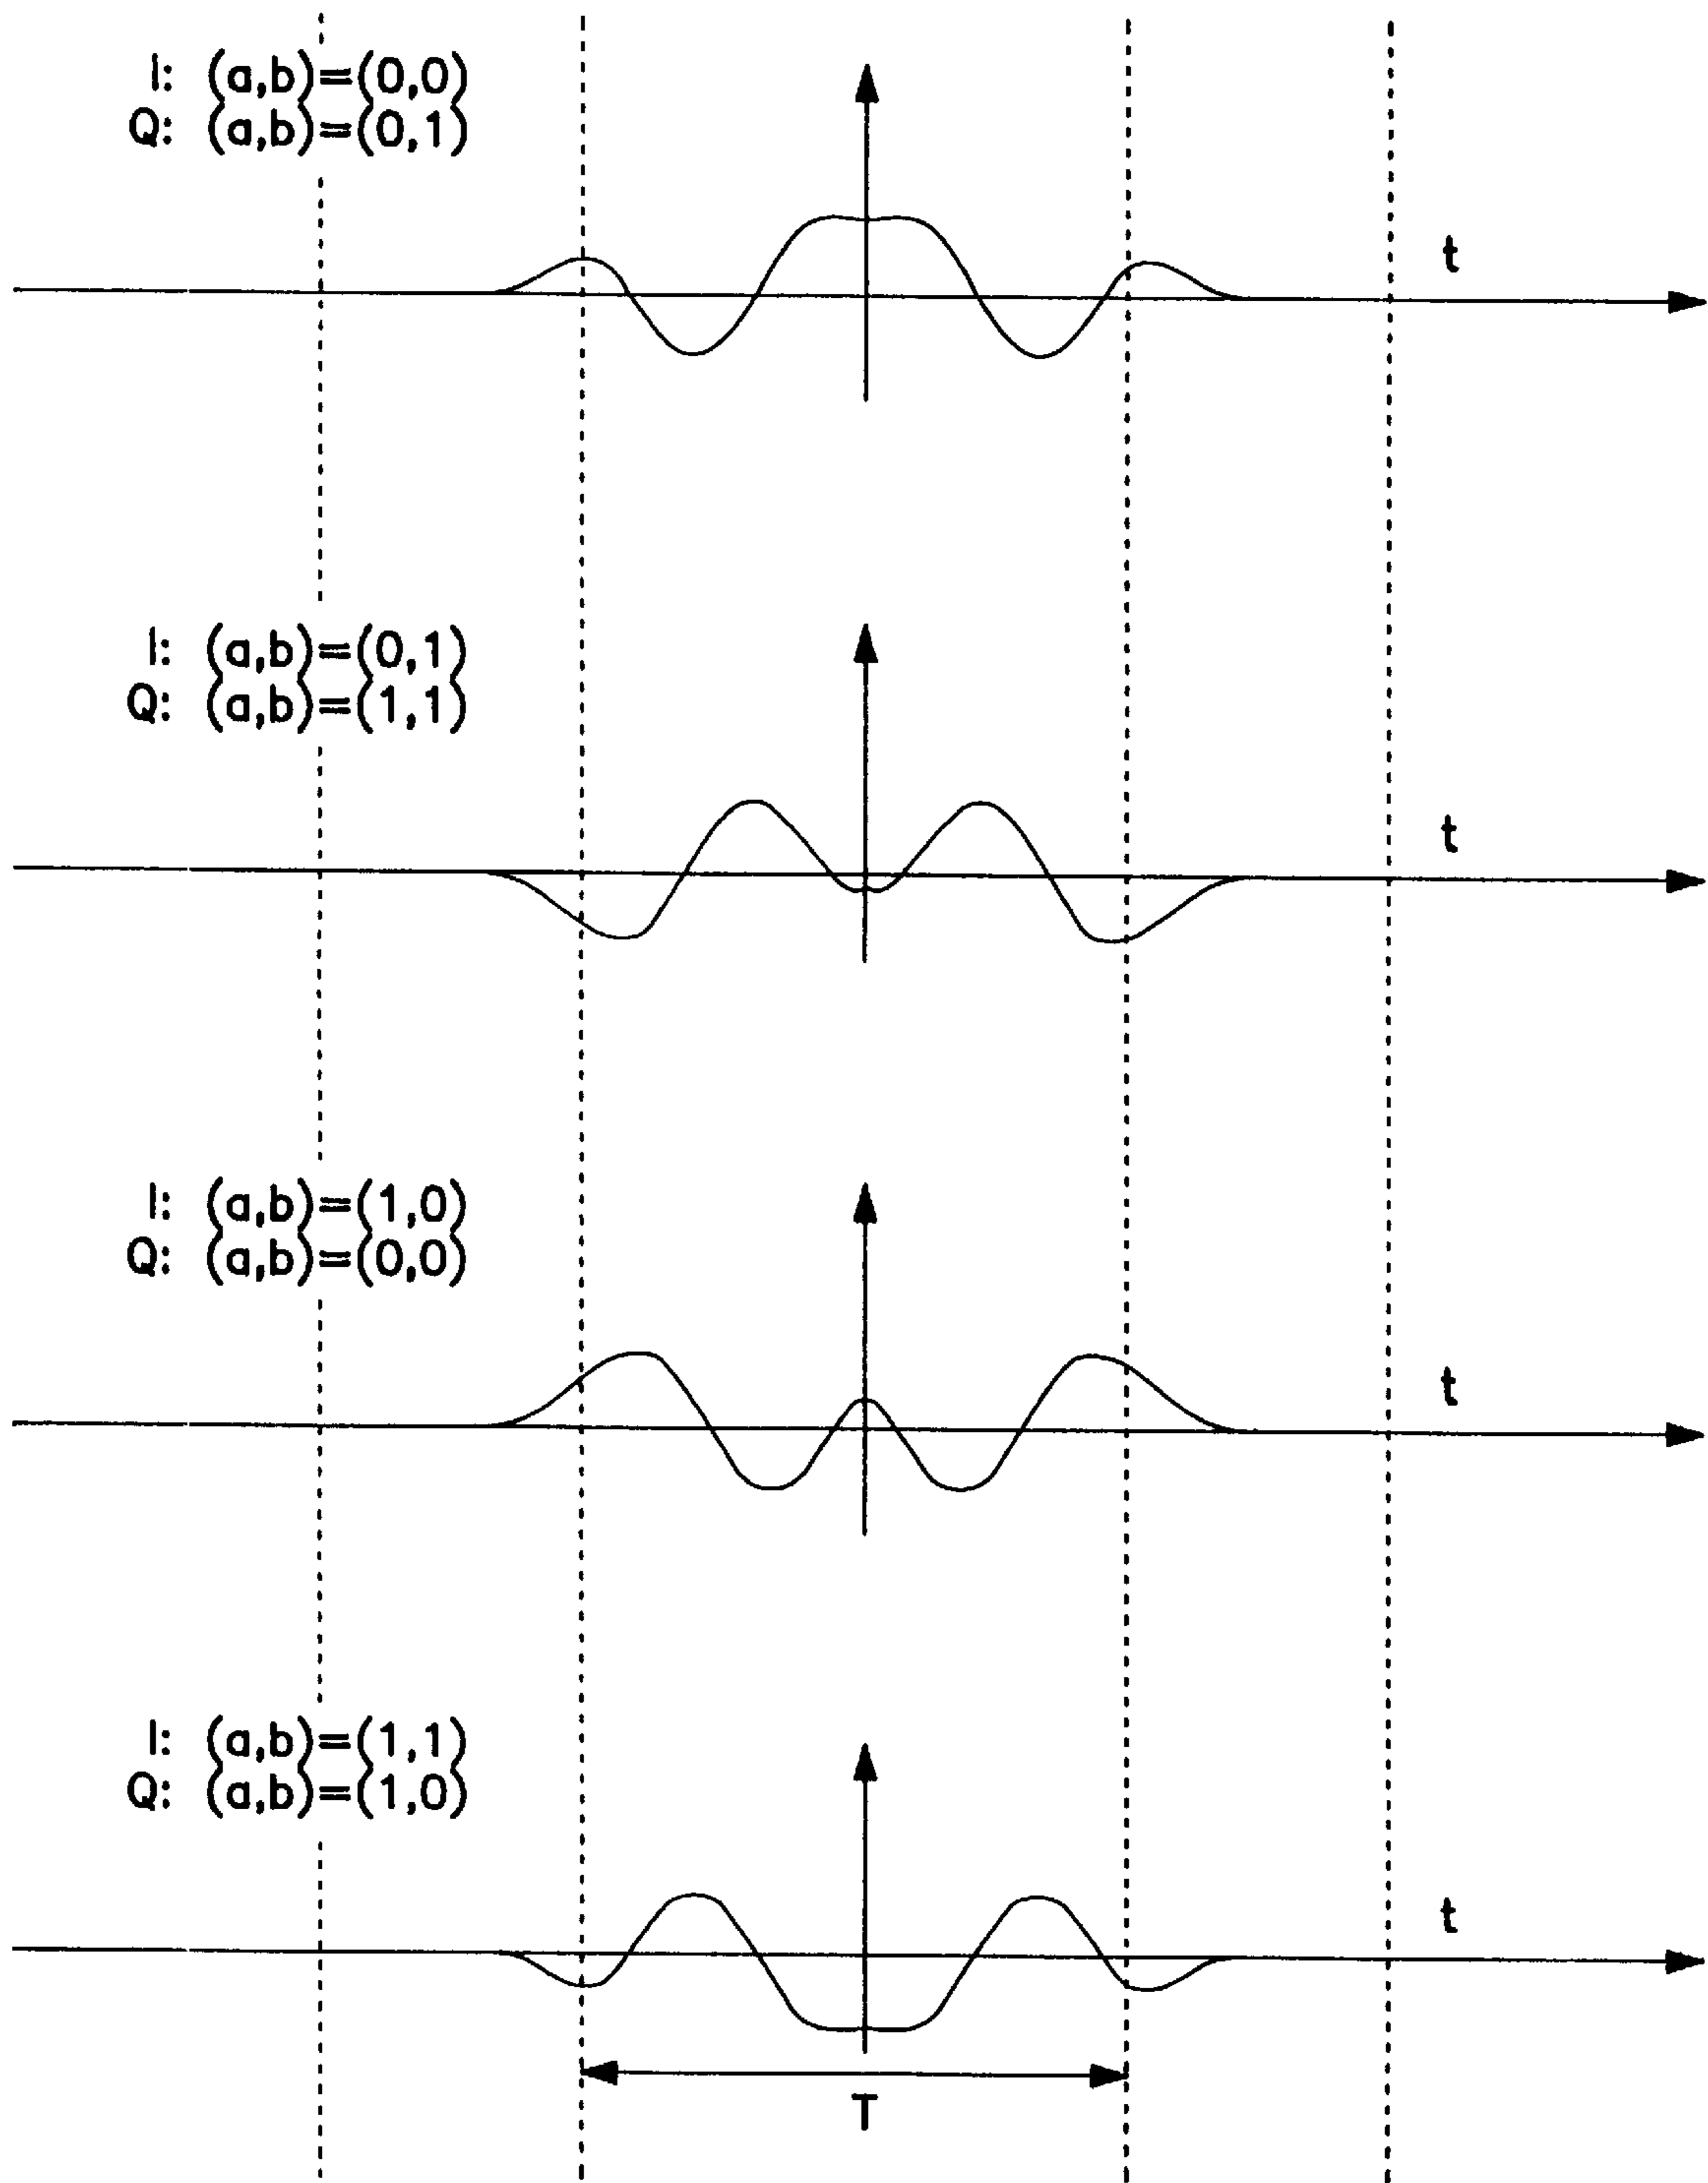 I: (a,b)=(0,0)
Q: (a,b)=(0,1)
t
I: (a,b)=(0,1)
Q: (a,b)=(1,1)
t
I: (a,b)=(1,0)
Q: (a,b)=(0,0)
t
I: (a,b)=(1,1)
Q: (a,b)=(1,0)
t
T